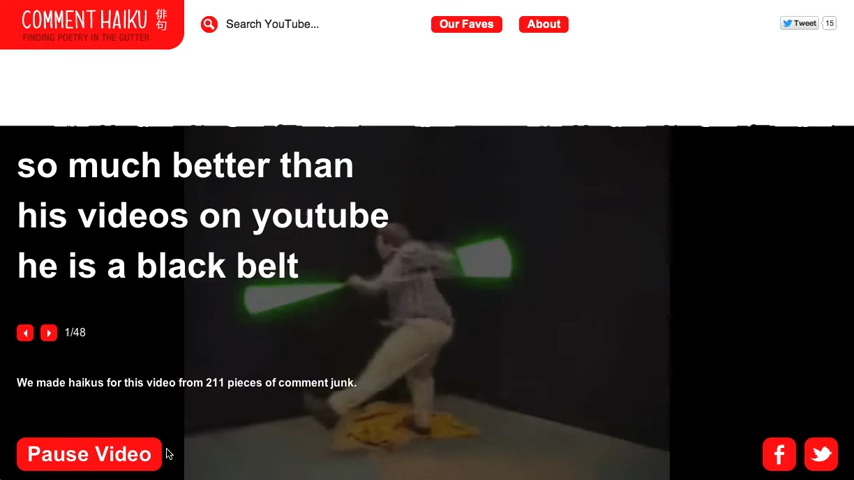 COMMENT HAIKU 俳句
FINDING POETRY IN THE GUTTER
Search YouTube...
Our Faves
About
Tweet
15
so much better than
his videos on youtube
he is a black belt
1/48
We made haikus for this video from 211 pieces of comment junk.
Pause Video
f